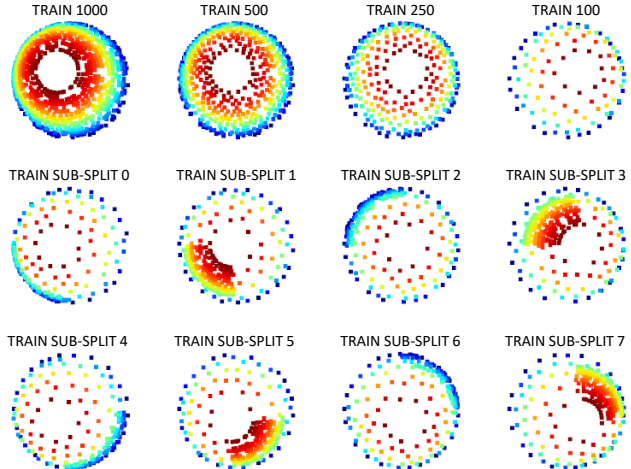 TRAIN 1000
TRAIN 500
TRAIN 250
TRAIN 100
TRAIN SUB-SPLIT 0
TRAIN SUB-SPLIT 1
TRAIN SUB-SPLIT 2
TRAIN SUB-SPLIT 3
TRAIN SUB-SPLIT 4
TRAIN SUB-SPLIT 5
TRAIN SUB-SPLIT 6
TRAIN SUB-SPLIT 7